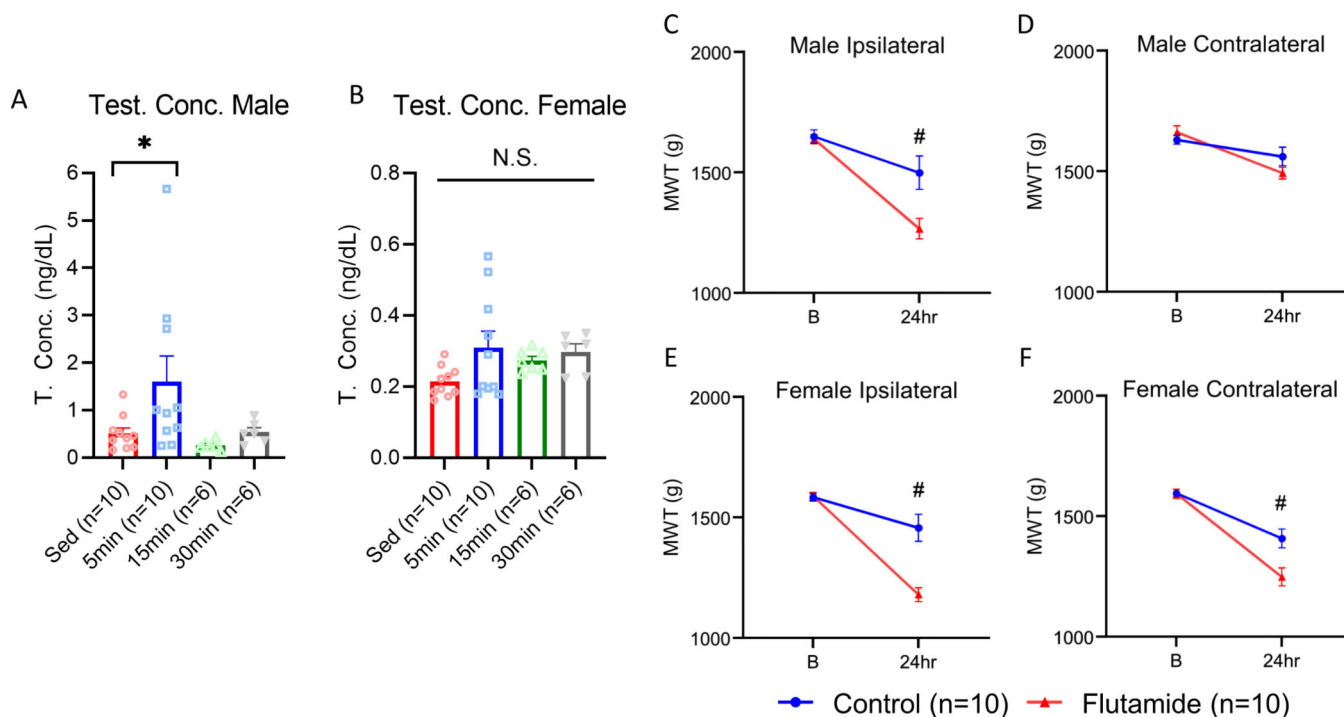 A
Test. Conc. Male
*
T. Conc. (ng/dL)
6
5
4
3
2
1
0
Sed (n=10)
5min (n=10)
15min (n=6)
30min (n=6)
B
Test. Conc. Female
N.S.
T. Conc. (ng/dL)
0.8
0.6
0.4
0.2
0.0
Sed (n=10)
5min (n=10)
15min (n=6)
30min (n=6)
C
Male Ipsilateral
#
MWT (g)
2000
1500
1000
B
24hr
D
Male Contralateral
MWT (g)
2000
1500
1000
B
24hr
E
Female Ipsilateral
#
MWT (g)
2000
1500
1000
B
24hr
F
Female Contralateral
#
MWT (g)
2000
1500
1000
B
24hr
Control (n=10)
Flutamide (n=10)